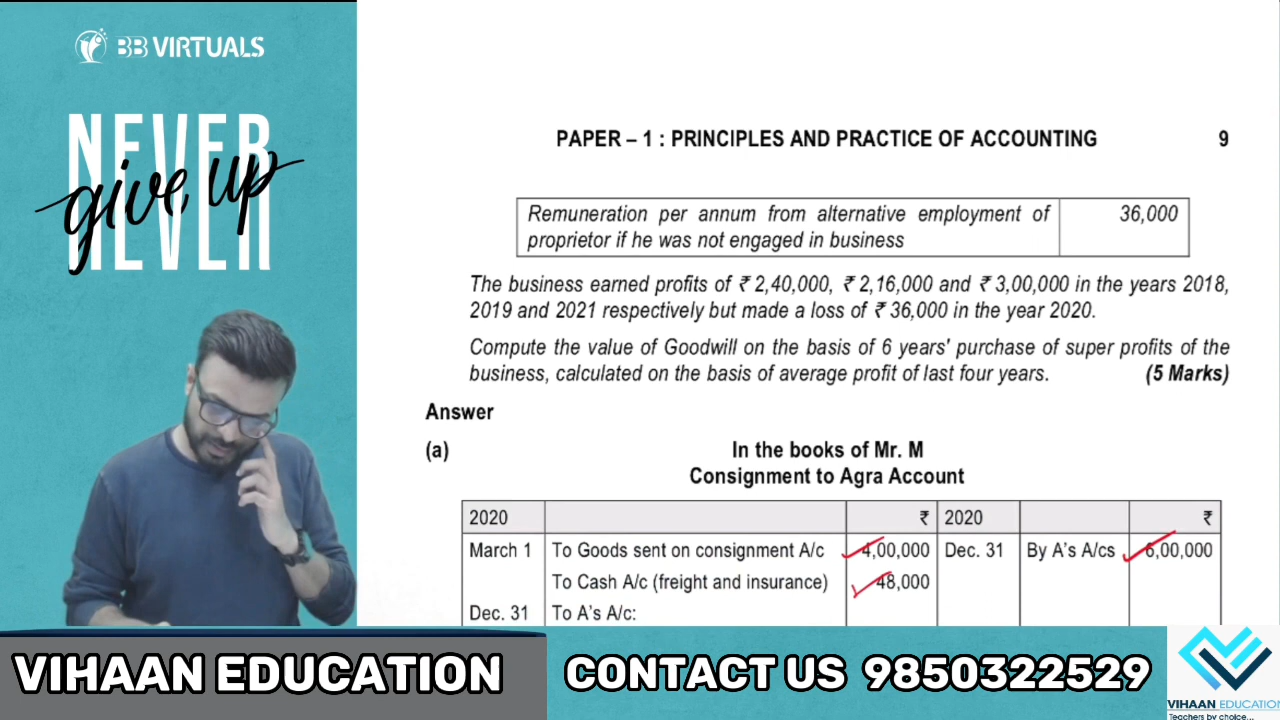 BB VIRTUALS
NEVER
give up
NEVER
PAPER – 1 : PRINCIPLES AND PRACTICE OF ACCOUNTING 9
Remuneration per annum from alternative employment of 36,000
proprietor if he was not engaged in business
The business earned profits of ₹ 2,40,000, ₹ 2,16,000 and ₹ 3,00,000 in the years 2018,
2019 and 2021 respectively but made a loss of ₹ 36,000 in the year 2020.
Compute the value of Goodwill on the basis of 6 years' purchase of super profits of the
business, calculated on the basis of average profit of last four years. (5 Marks)
Answer
(a) In the books of Mr. M
Consignment to Agra Account
2020 ₹ 2020 ₹
March 1 To Goods sent on consignment A/c 4,00,000 Dec. 31 By A's A/cs 6,00,000
To Cash A/c (freight and insurance) 48,000
Dec. 31 To A's A/c:
VIHAAN EDUCATION CONTACT US 9850322529
VIHAAN EDUCATION
Teachers by choice...